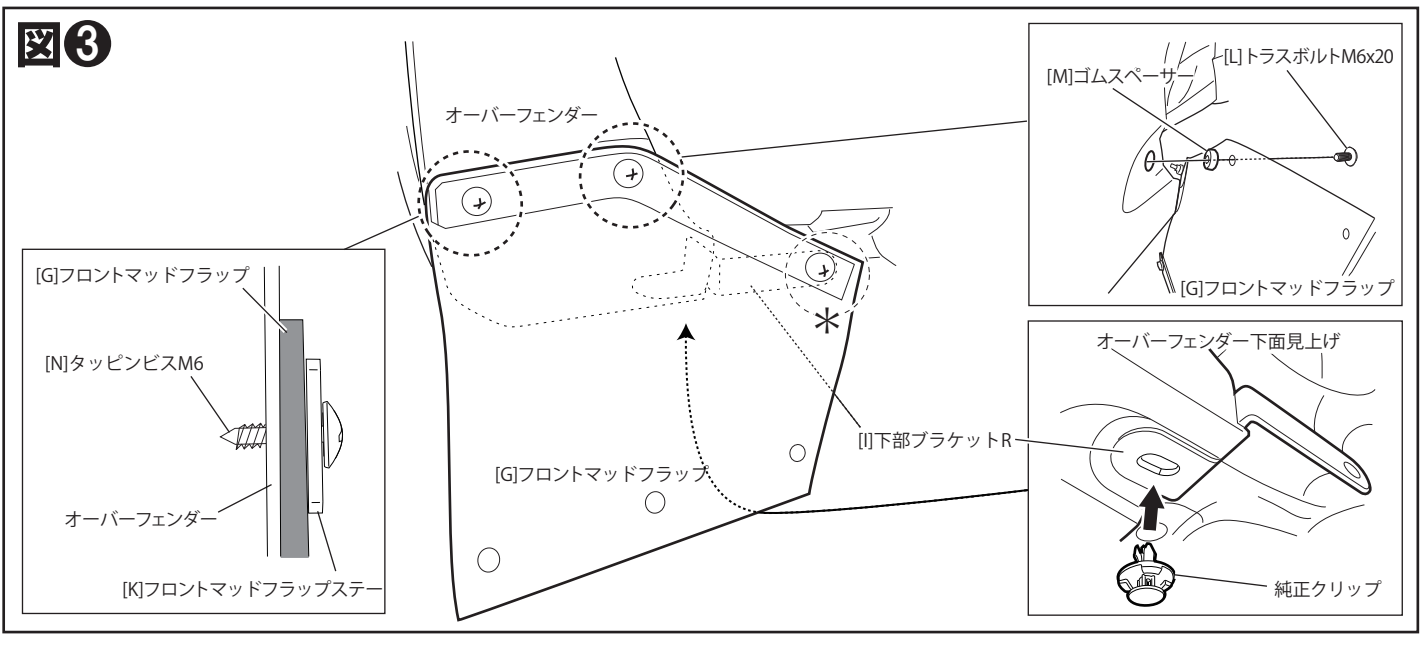 図❸
オーバーフェンダー
[G]フロントマッドフラップ
[N]タッピンビスM6
オーバーフェンダー
[K]フロントマッドフラップステー
[G]フロントマッドフラップ
*
[I]下部ブラケットR
[M]ゴムスペーサー
[L]トラスボルトM6x20
[G]フロントマッドフラップ
オーバーフェンダー下面見上げ
純正クリップ